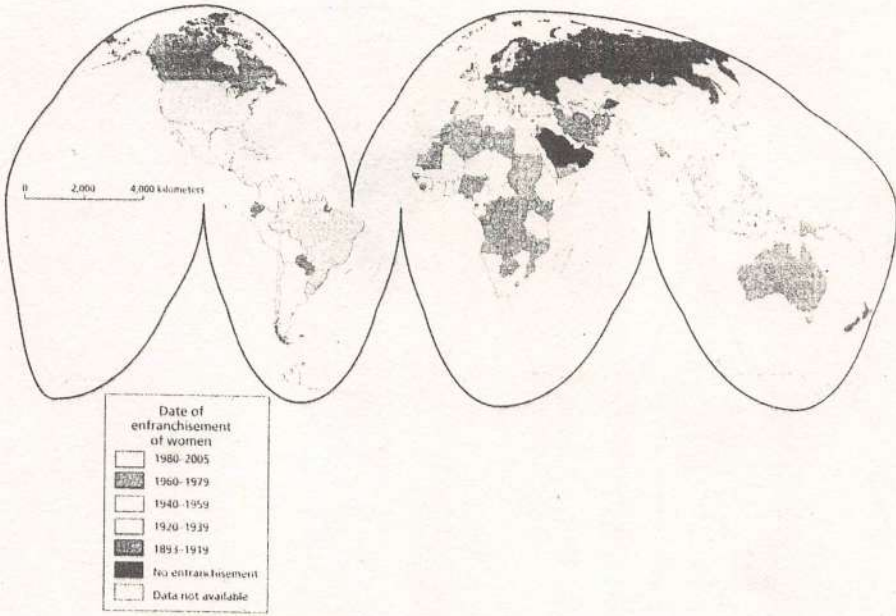 0 2,000 4,000 kilometers
Date of
enfranchisement
of women
1980-2005
1960-1979
1940-1959
1920-1939
1893-1919
No enfranchisement
Data not available